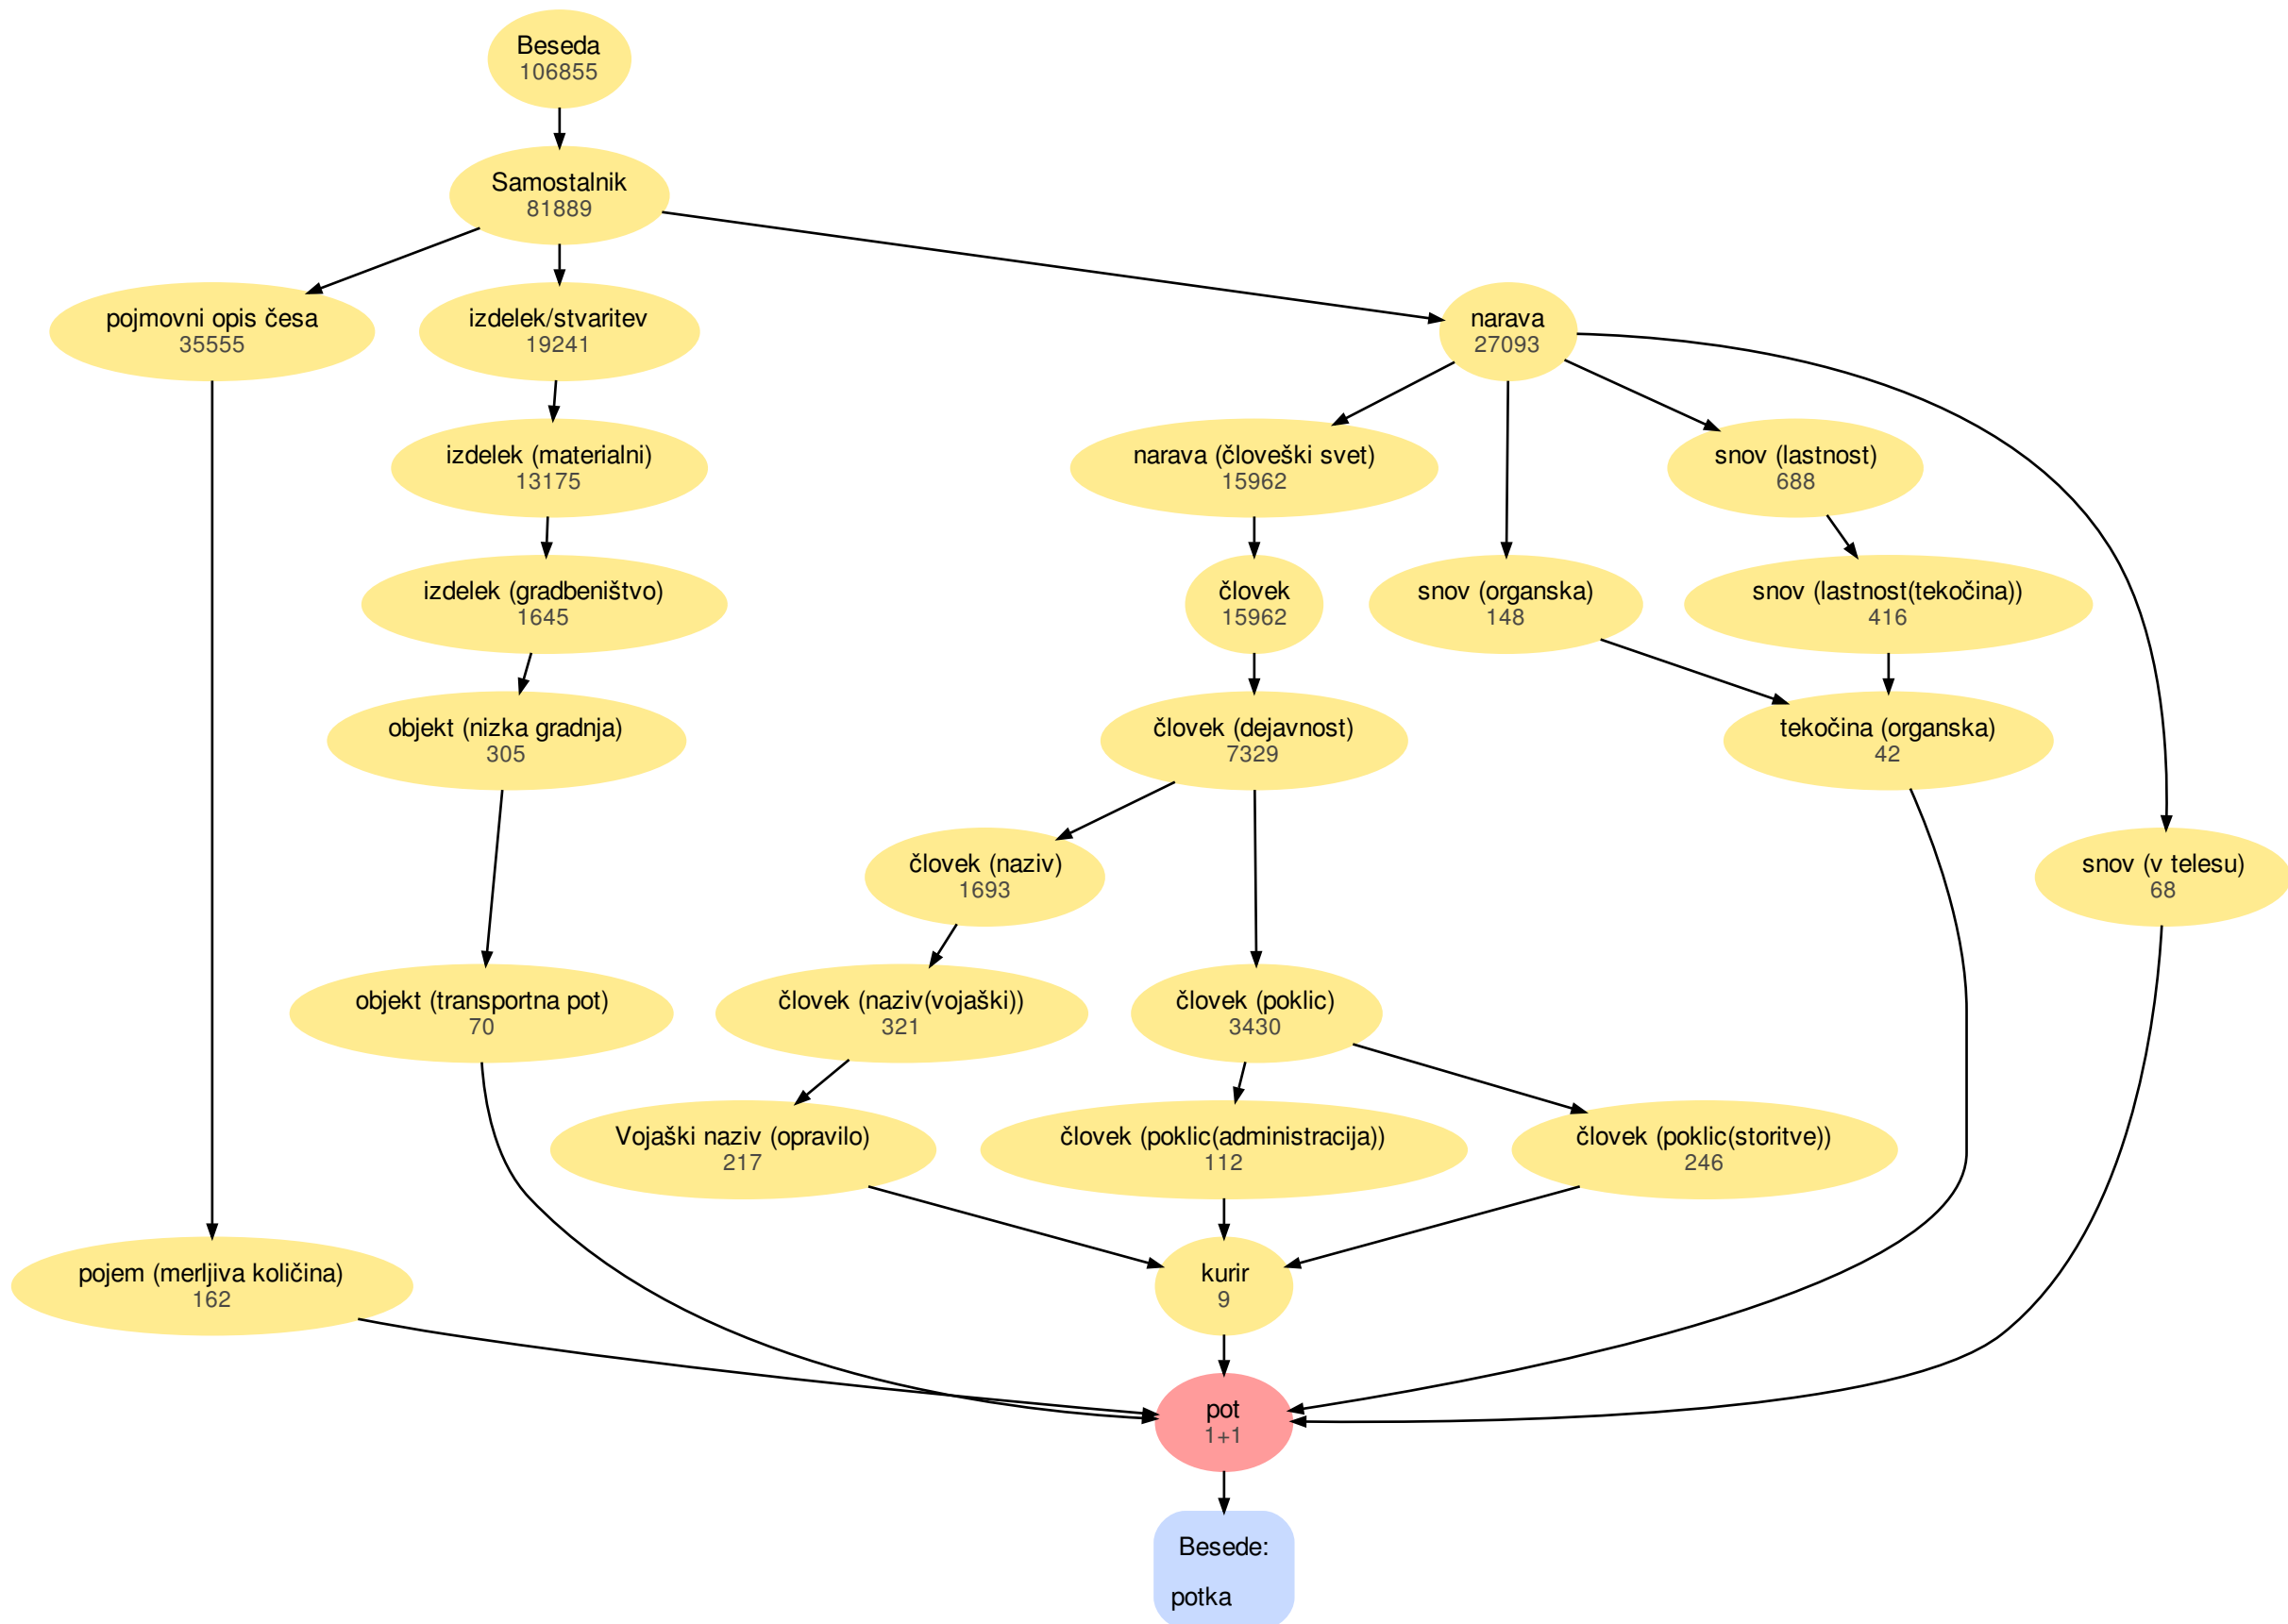 Beseda
106855
Samostalnik
81889
pojmovni opis česa
35555
izdelek/stvaritev
19241
narava
27093
izdelek (materialni)
13175
narava (človeški svet)
15962
snov (lastnost)
688
izdelek (gradbeništvo)
1645
človek
15962
snov (organska)
148
snov (lastnost(tekočina))
416
objekt (nizka gradnja)
305
človek (dejavnost)
7329
tekočina (organska)
42
človek (naziv)
1693
snov (v telesu)
68
objekt (transportna pot)
70
človek (naziv(vojaški))
321
človek (poklic)
3430
Vojaški naziv (opravilo)
217
človek (poklic(administracija))
112
človek (poklic(storitve))
246
pojem (merljiva količina)
162
kurir
9
pot
1+1
Besede:
potka